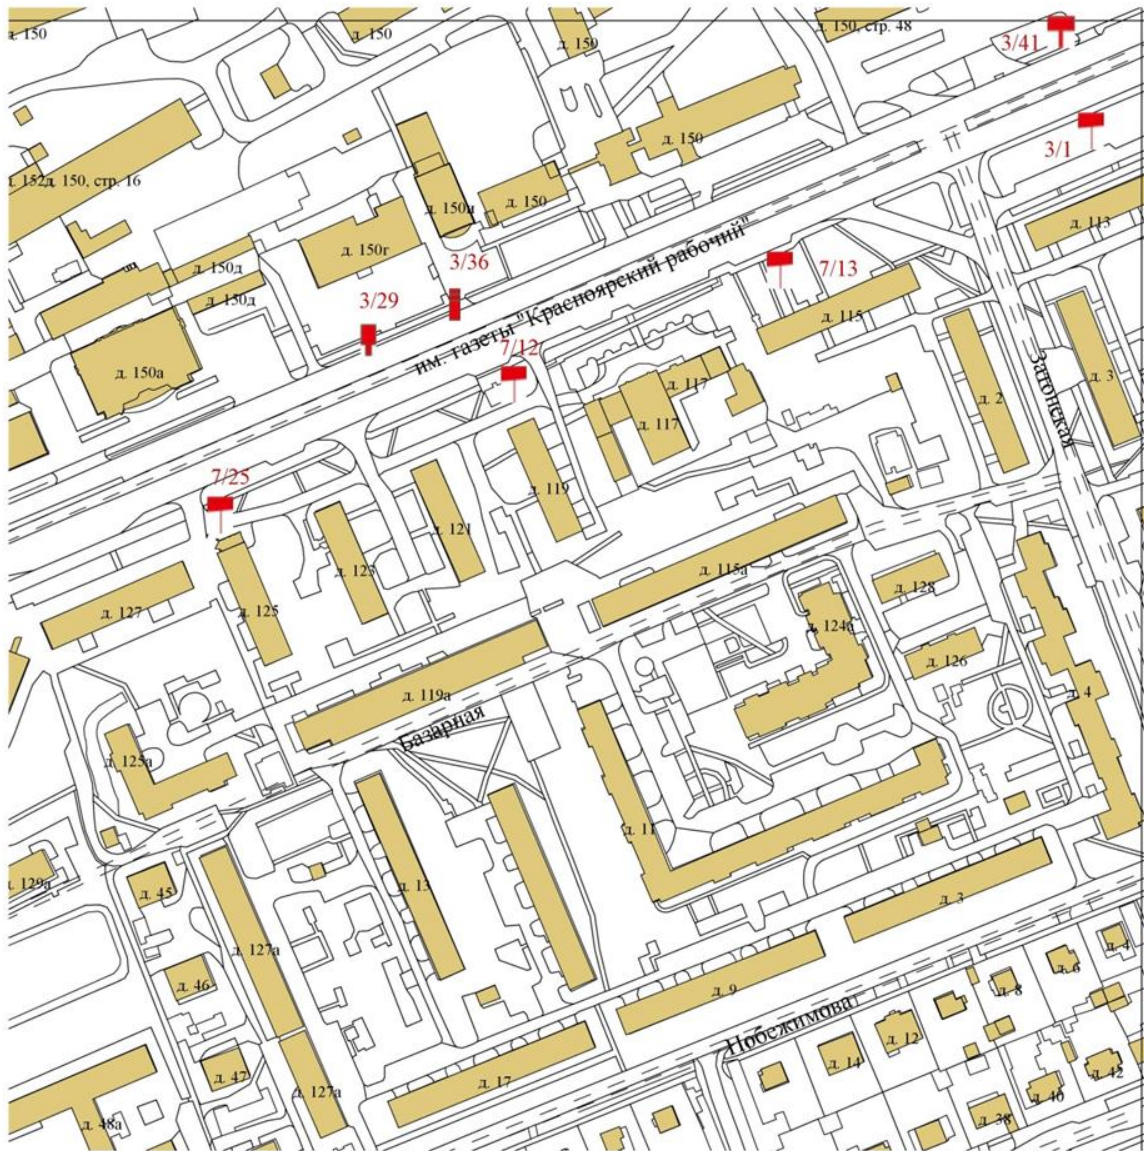 д. 150
д. 150
д. 150
д. 150, стр. 48
3/41
д. 150
3/1
д. 152д
д. 150, стр. 16
д. 150
д. 113
д. 150г
3/36
д. 150д
7/13
д. 150д
3/29
им. газеты "Красноярский рабочий"
д. 115
7/12
д. 117
д. 150а
Затонская
д. 3
д. 2
д. 117
7/25
д. 119
д. 121
д. 115а
д. 123
д. 128
д. 127
д. 125
д. 124а
д. 126
д. 119а
д. 4
Базарная
д. 125а
д. 11
д. 129а
д. 45
д. 13
д. 3
д. 127а
д. 4
д. 6
д. 46
д. 9
д. 8
Побежимова
д. 12
д. 14
д. 47
д. 17
д. 42
д. 127а
д. 40
д. 48а
д. 38